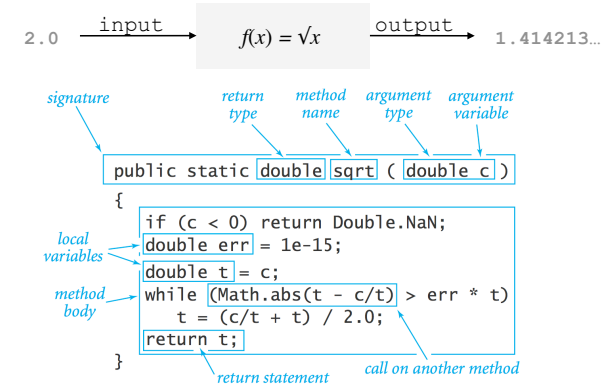 input
output
2.0
f(x) = √x
1.414213…
signature
return type
method name
argument type
argument variable
public static double sqrt ( double c )
{
if (c < 0) return Double.NaN;
local variables
double err = 1e-15;
double t = c;
method body
while (Math.abs(t - c/t) > err * t)
t = (c/t + t) / 2.0;
return t;
}
return statement
call on another method